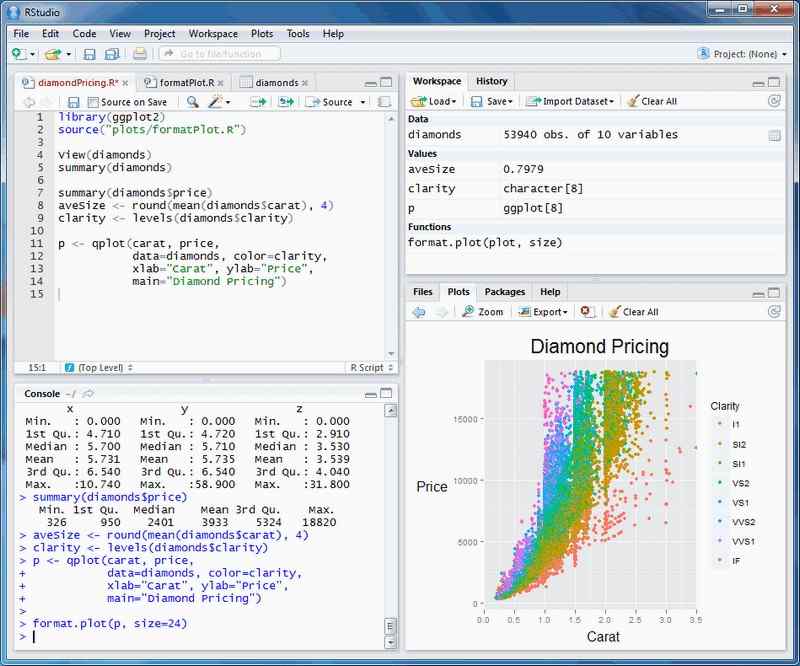 RStudio
File Edit Code View Project Workspace Plots Tools Help
Go to file/function
Project: (None)
diamondPricing.R* formatPlot.R diamonds
Source on Save Source
1 library(ggplot2)
2 source("plots/formatPlot.R")
3
4 View(diamonds)
5 summary(diamonds)
6
7 summary(diamonds$price)
8 aveSize <- round(mean(diamonds$carat), 4)
9 clarity <- levels(diamonds$clarity)
10
11 p <- qplot(carat, price,
12 data=diamonds, color=clarity,
13 xlab="Carat", ylab="Price",
14 main="Diamond Pricing")
15
15:1 (Top Level) R Script
Console ~/
x y z
Min. : 0.000 Min. : 0.000 Min. : 0.000
1st Qu.: 4.710 1st Qu.: 4.720 1st Qu.: 2.910
Median : 5.700 Median : 5.710 Median : 3.530
Mean : 5.731 Mean : 5.735 Mean : 3.539
3rd Qu.: 6.540 3rd Qu.: 6.540 3rd Qu.: 4.040
Max. :10.740 Max. :58.900 Max. :31.800
> summary(diamonds$price)
Min. 1st Qu. Median Mean 3rd Qu. Max.
326 950 2401 3933 5324 18820
> aveSize <- round(mean(diamonds$carat), 4)
> clarity <- levels(diamonds$clarity)
> p <- qplot(carat, price,
+ data=diamonds, color=clarity,
+ xlab="Carat", ylab="Price",
+ main="Diamond Pricing")
>
> format.plot(p, size=24)
>
Workspace History
Load Save Import Dataset Clear All
Data
diamonds 53940 obs. of 10 variables
Values
aveSize 0.7979
clarity character[8]
p ggplot[8]
Functions
format.plot(plot, size)
Files Plots Packages Help
Zoom Export Clear All
Diamond Pricing
Price
15000
10000
5000
0
0.0 0.5 1.0 1.5 2.0 2.5 3.0 3.5
Carat
Clarity
I1
SI2
SI1
VS2
VS1
VVS2
VVS1
IF